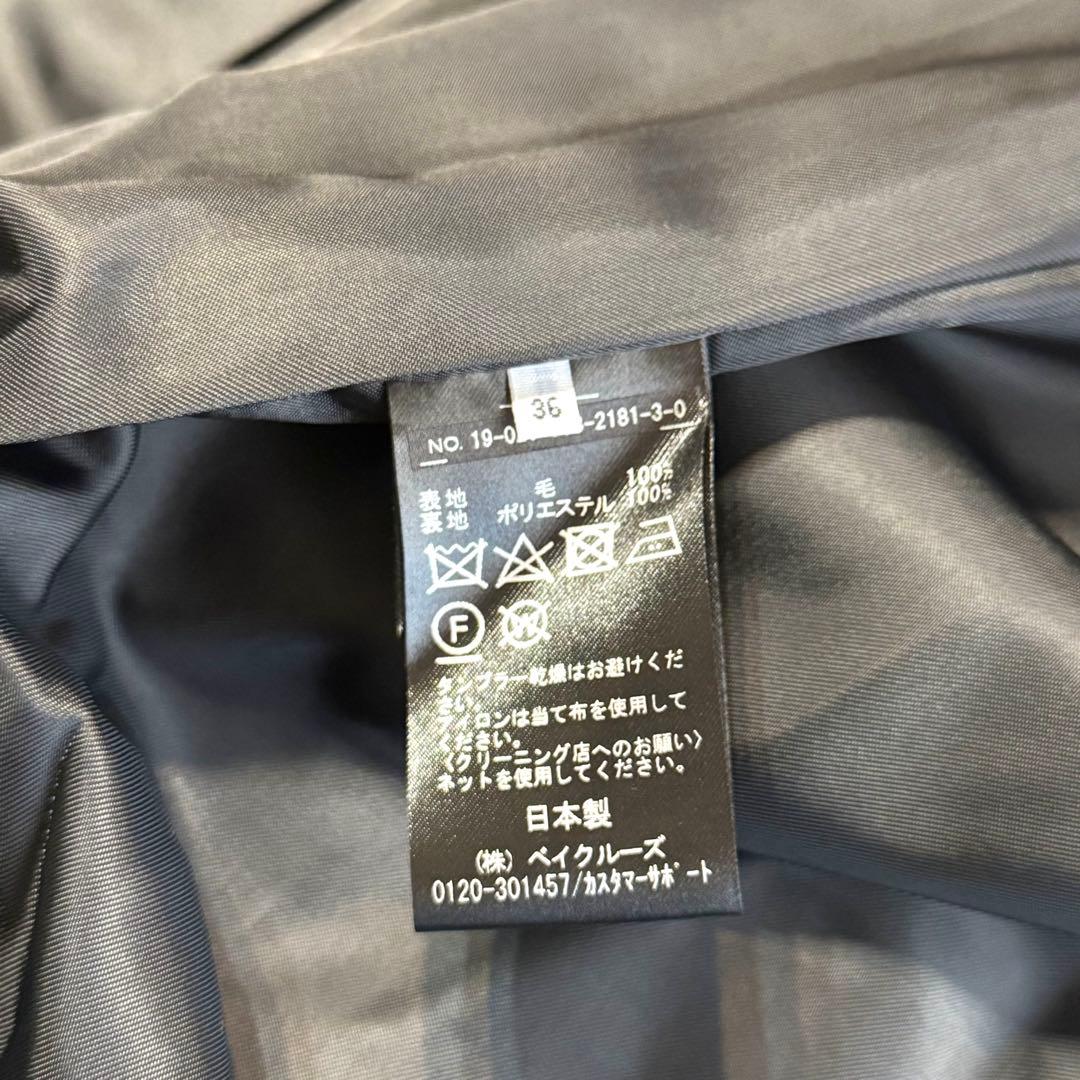 36
NO. 19-0 -2181-3-0
表地 毛 100%
裏地 ポリエステル 100%
F W
タンブラー乾燥はお避けくだ
さい。
アイロンは当て布を使用して
ください。
〈クリーニング店へのお願い〉
ネットを使用してください。
日本製
(株) ベイクルーズ
0120-301457/カスタマーサポート